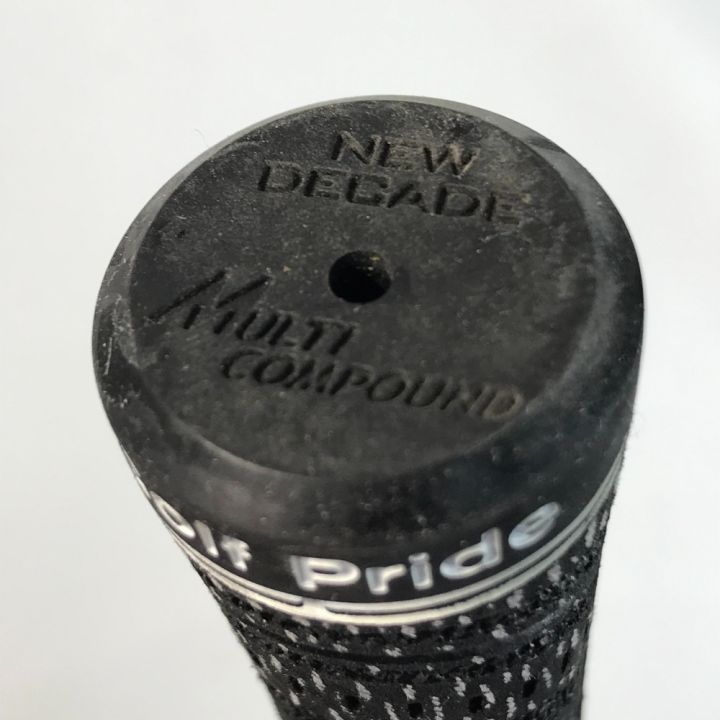 NEW
DECADE
MULTI
COMPOUND
olf Pride